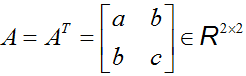 A = A^T = [a b; b c] ∈ R^{2×2}